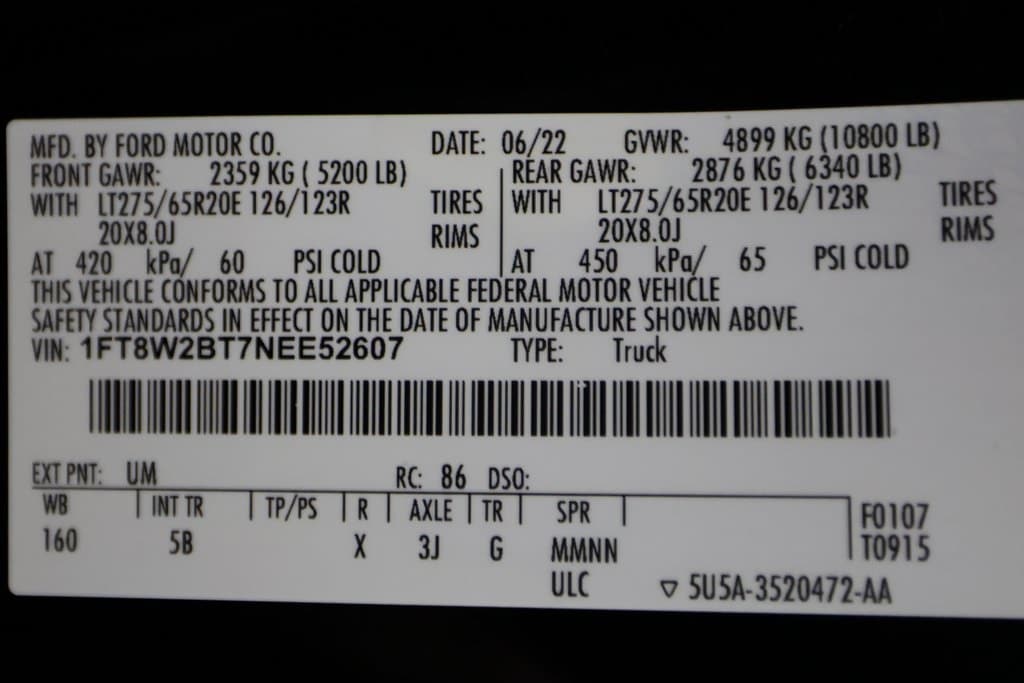 MFD. BY FORD MOTOR CO. DATE: 06/22 GVWR: 4899 KG (10800 LB)
FRONT GAWR: 2359 KG ( 5200 LB) REAR GAWR: 2876 KG ( 6340 LB)
WITH LT275/65R20E 126/123R TIRES WITH LT275/65R20E 126/123R TIRES
20X8.0J RIMS 20X8.0J RIMS
AT 420 kPa/ 60 PSI COLD AT 450 kPa/ 65 PSI COLD
THIS VEHICLE CONFORMS TO ALL APPLICABLE FEDERAL MOTOR VEHICLE
SAFETY STANDARDS IN EFFECT ON THE DATE OF MANUFACTURE SHOWN ABOVE.
VIN: 1FT8W2BT7NEE52607 TYPE: Truck
EXT PNT: UM RC: 86 DSO:
WB INT TR TP/PS R AXLE TR SPR F0107
160 5B X 3J G MMNN T0915
ULC ▽ 5U5A-3520472-AA